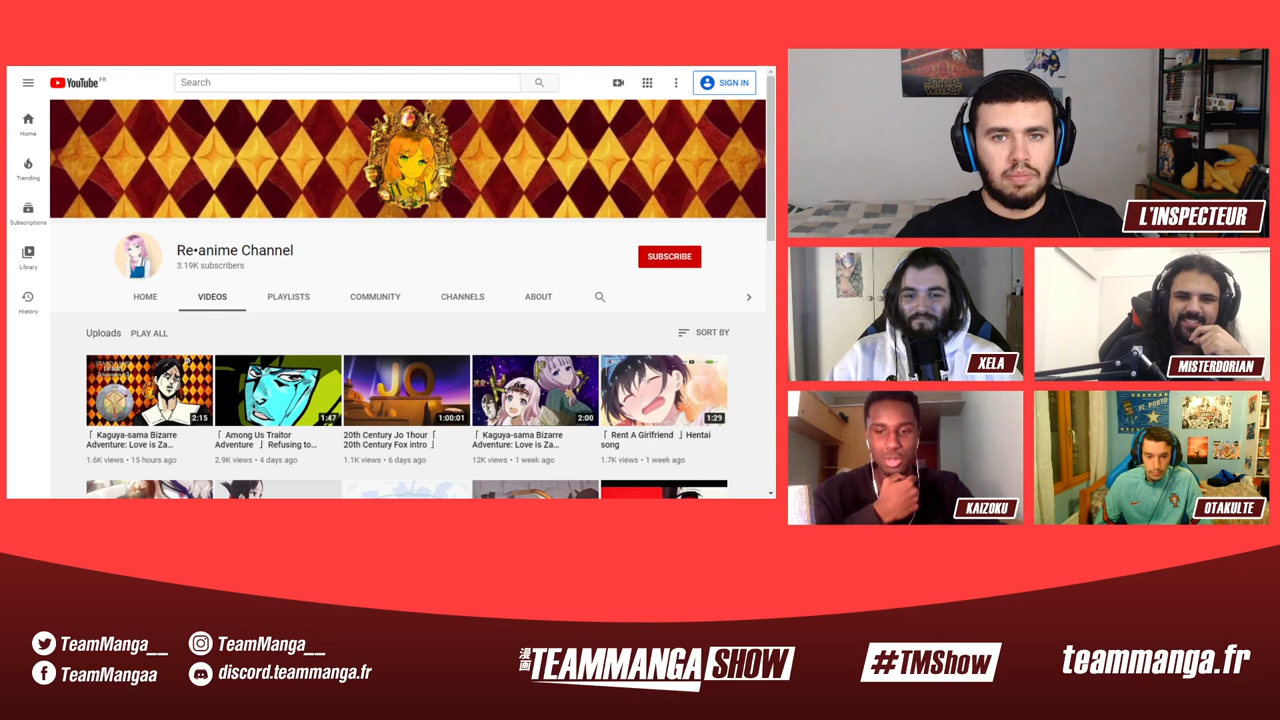 YouTube FR
Search
SIGN IN
Home
Trending
Subscriptions
Library
History
Re•anime Channel
3.19K subscribers
SUBSCRIBE
HOME
VIDEOS
PLAYLISTS
COMMUNITY
CHANNELS
ABOUT
Uploads PLAY ALL
SORT BY
2:15
1:47
JO
1:00:01
2:00
1:29
「 Kaguya-sama Bizarre
Adventure: Love is Za...
1.6K views • 15 hours ago
「 Among Us Traitor
Adventure 」 Refusing to...
2.9K views • 4 days ago
20th Century Jo 1hour 「
20th Century Fox intro 」
1.1K views • 6 days ago
「 Kaguya-sama Bizarre
Adventure: Love is Za...
12K views • 1 week ago
「 Rent A Girlfriend 」 Hentai
song
1.7K views • 1 week ago
STAR WARS
L'INSPECTEUR
XELA
MISTERDORIAN
KAIZOKU
F.C. PORTO
OTAKULTE
TeamManga__
TeamManga__
TeamMangaa
discord.teammanga.fr
漫画 TEAMMANGA SHOW
#TMShow
teammanga.fr